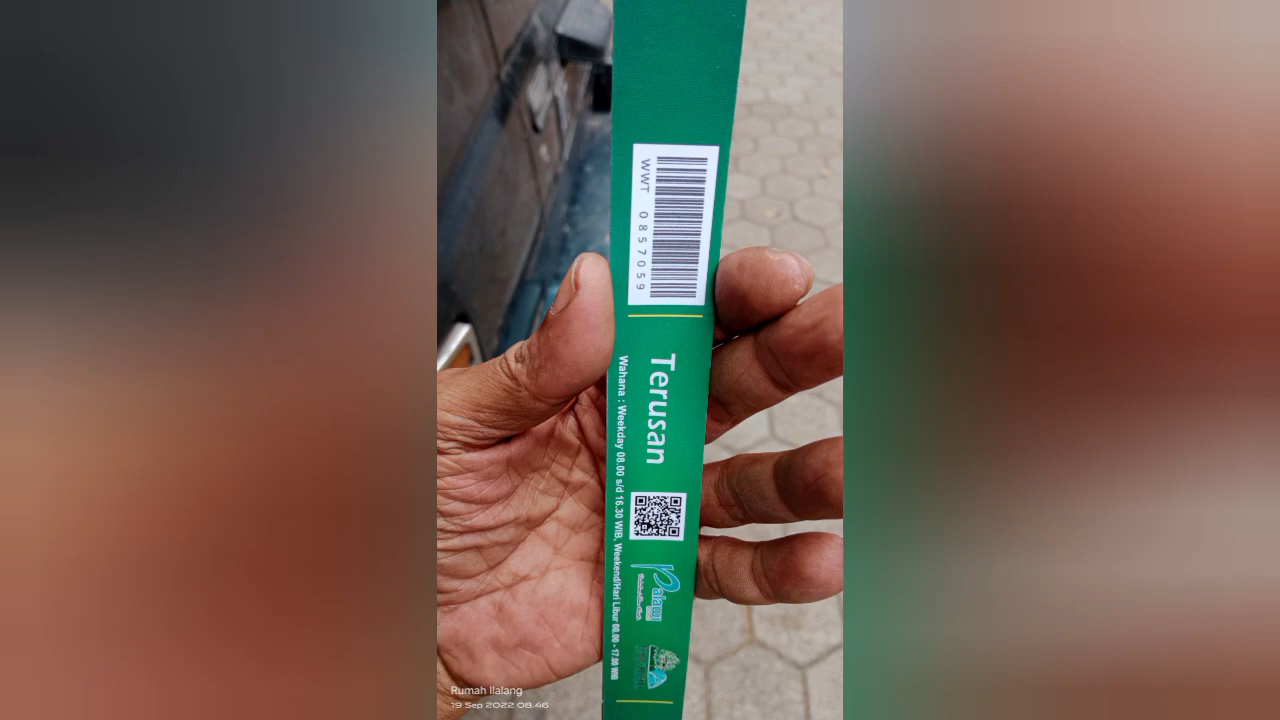 WWT 0857059
Terusan
Wahana : Weekday 08.00 s/d 16.30 WIB, Weekend/Hari Libur 08.00 - 17.00 WIB
Palawi
Rumah Ilalang
19 Sep 2022 08.46